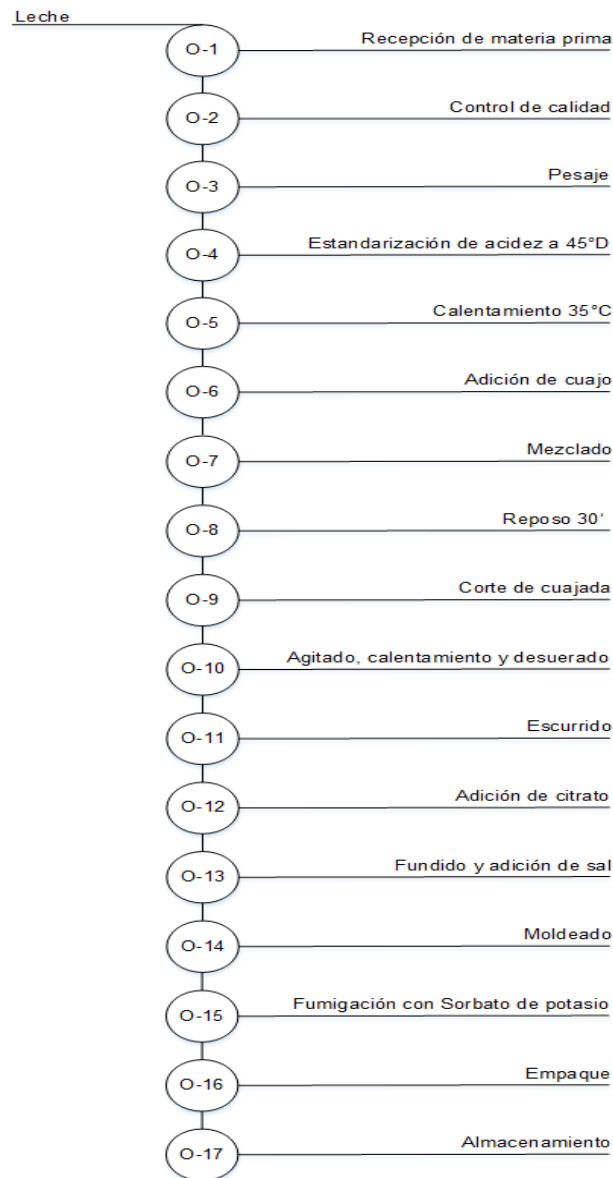 Leche
O-1 Recepción de materia prima
O-2 Control de calidad
O-3 Pesaje
O-4 Estandarización de acidez a 45°D
O-5 Calentamiento 35°C
O-6 Adición de cuajo
O-7 Mezclado
O-8 Reposo 30‘
O-9 Corte de cuajada
O-10 Agitado, calentamiento y desuerado
O-11 Escurrido
O-12 Adición de citrato
O-13 Fundido y adición de sal
O-14 Moldeado
O-15 Fumigación con Sorbato de potasio
O-16 Empaque
O-17 Almacenamiento